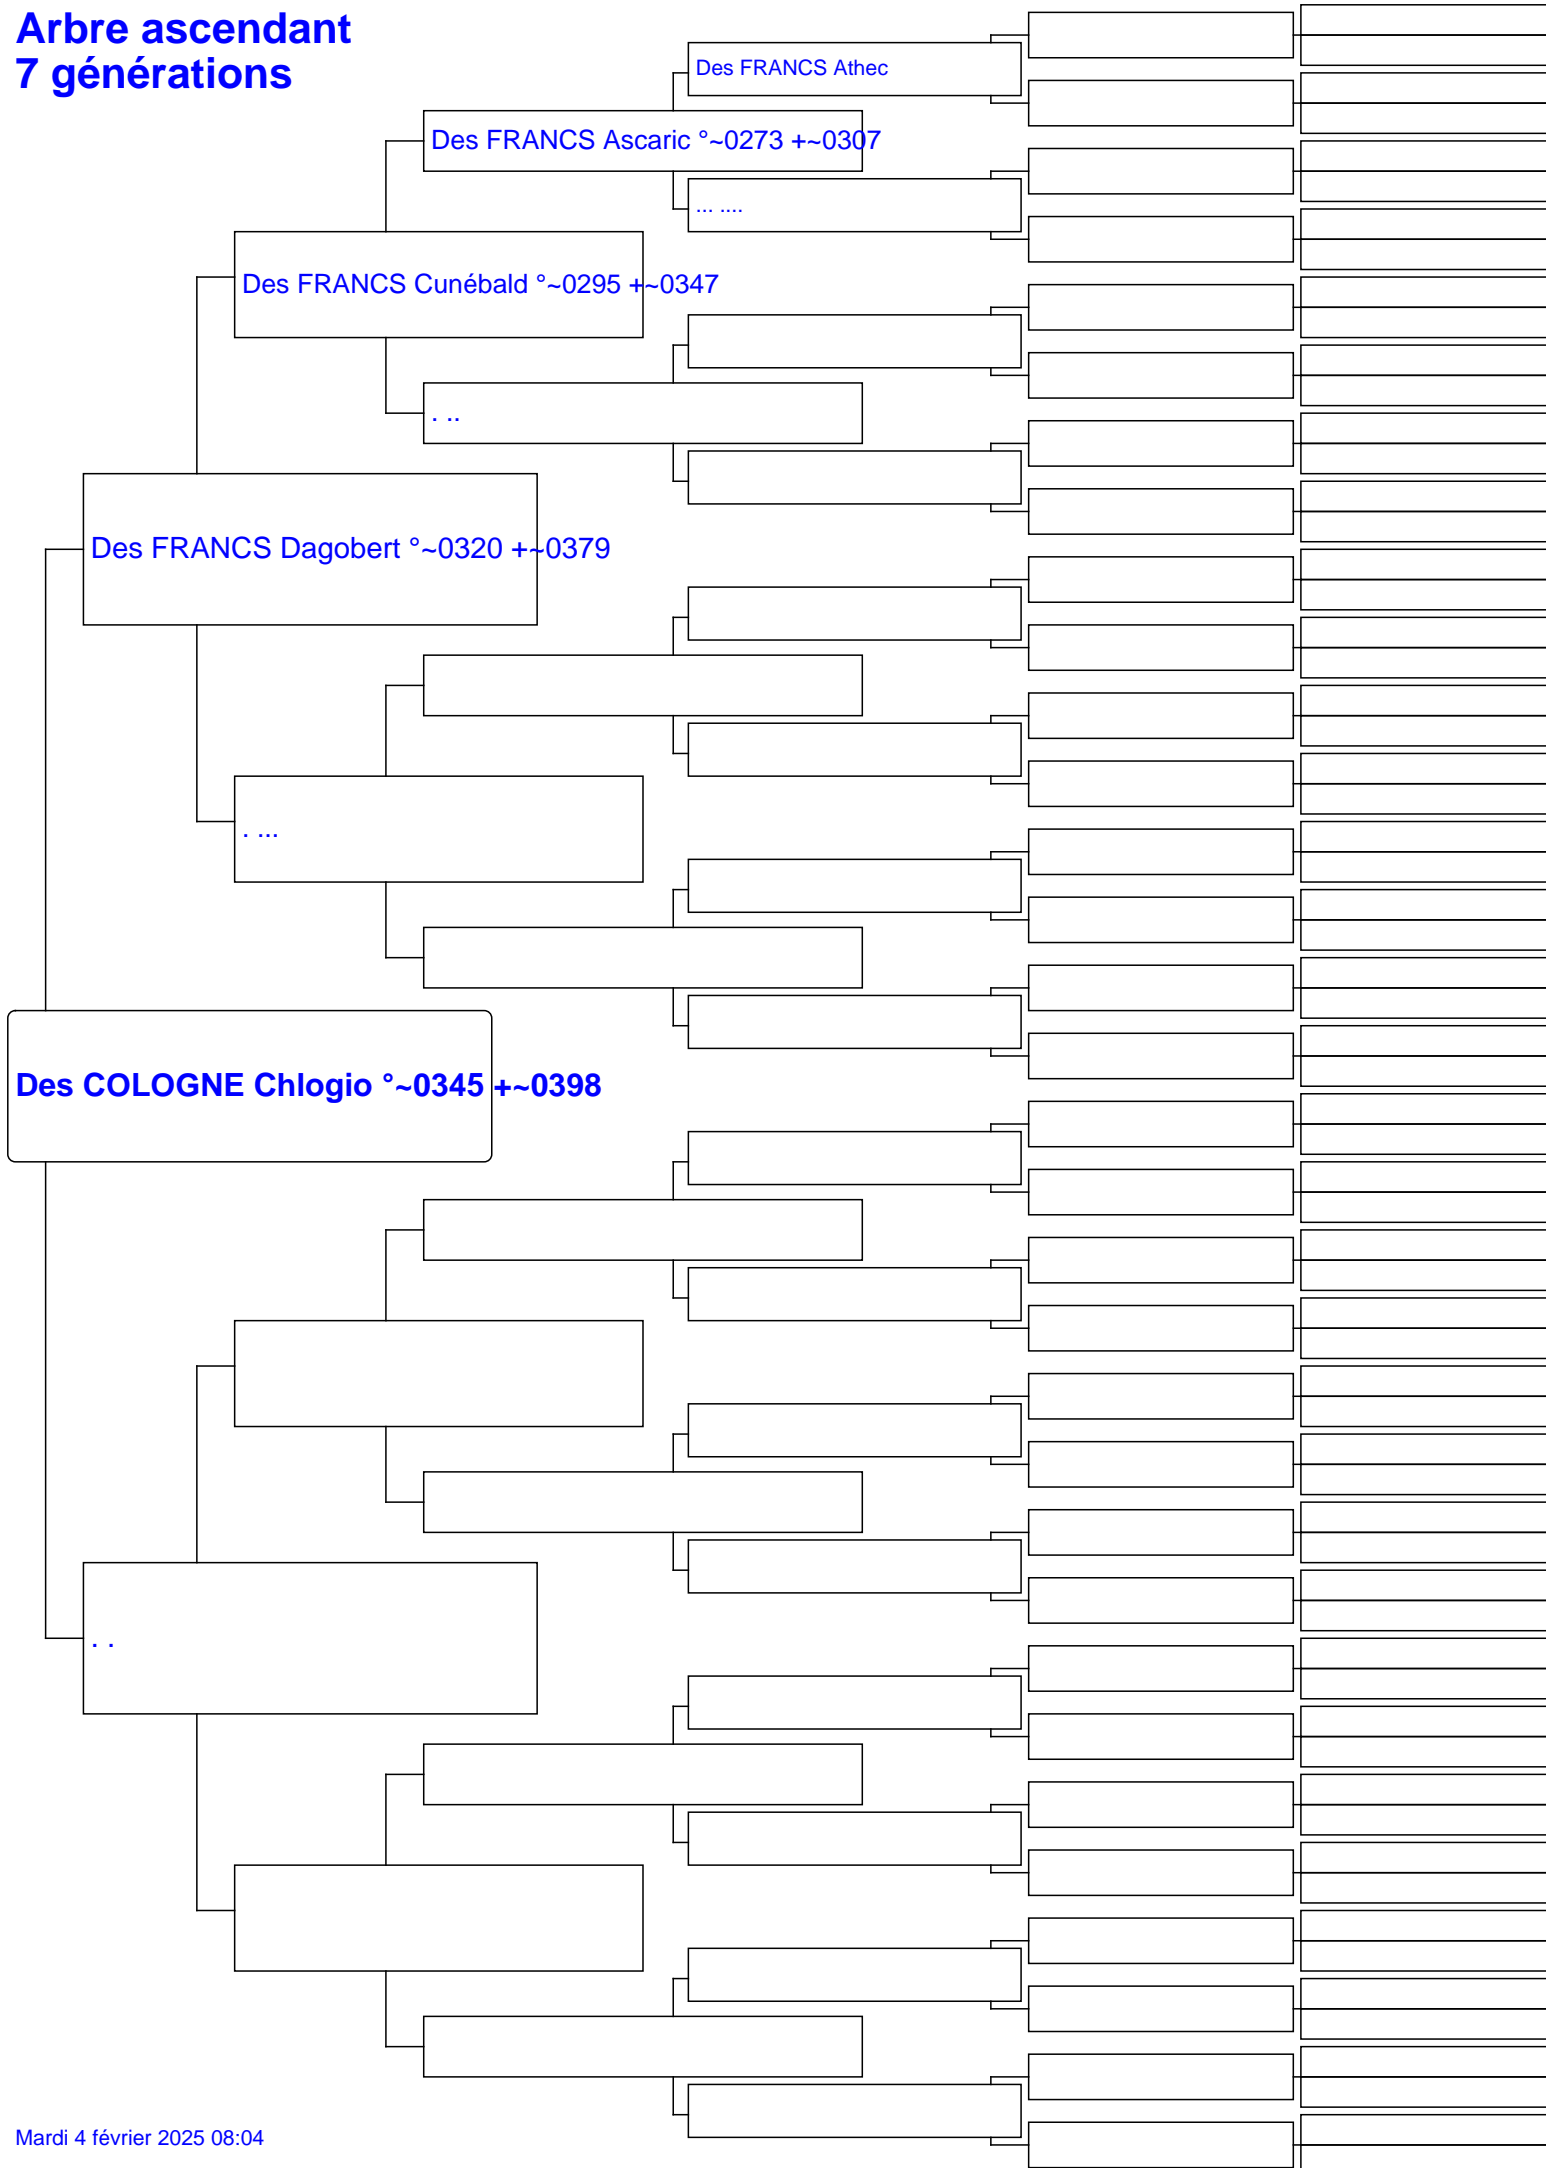 Arbre ascendant
7 générations
Des FRANCS Athec
Des FRANCS Ascaric °~0273 +~0307
... ....
Des FRANCS Cunébald °~0295 +~0347
. ..
Des FRANCS Dagobert °~0320 +~0379
. ...
Des COLOGNE Chlogio °~0345 +~0398
. .
Mardi 4 février 2025 08:04